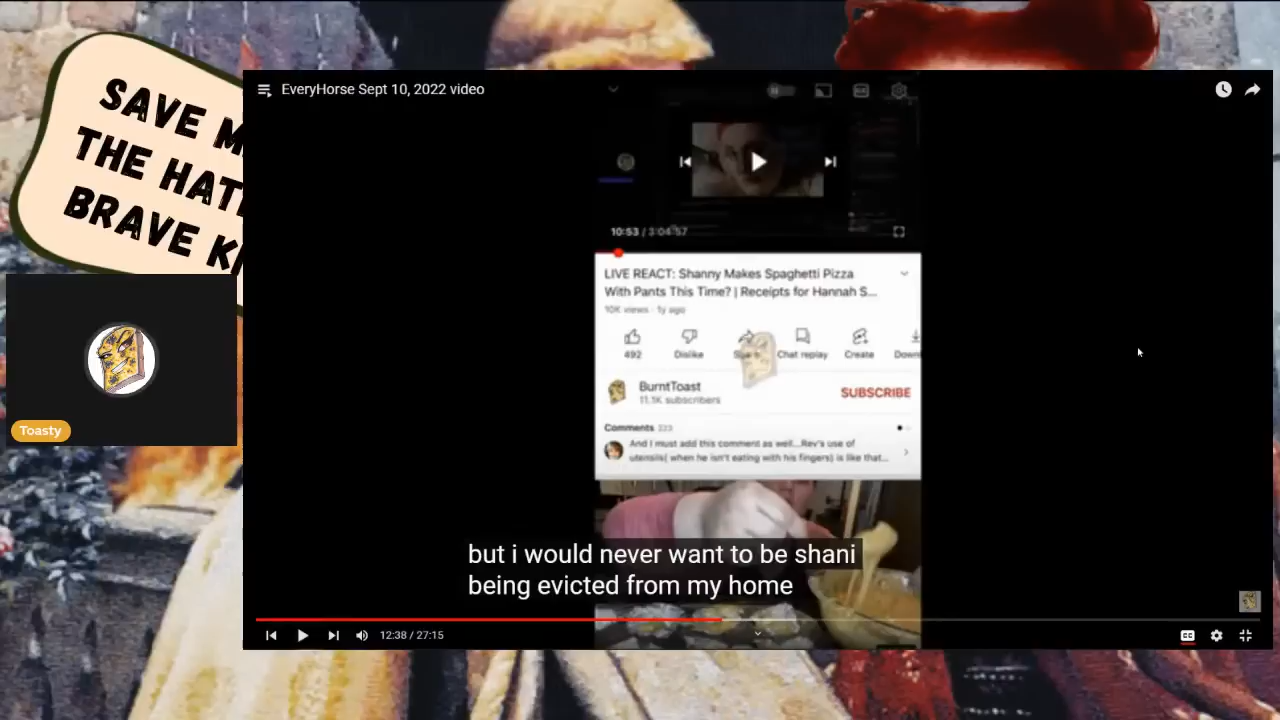 SAVE M
THE HAT
BRAVE KI
Toasty
EveryHorse Sept 10, 2022 video
10:53 / 3:04:57
LIVE REACT: Shanny Makes Spaghetti Pizza
With Pants This Time? | Receipts for Hannah S...
10K views · 1y ago
492
Dislike
Share
Chat replay
Create
Down
BurntToast
11.1K subscribers
SUBSCRIBE
Comments 223
And I must add this comment as well...Rev's use of
utensils( when he isn't eating with his fingers) is like that...
but i would never want to be shani
being evicted from my home
12:38 / 27:15
CC